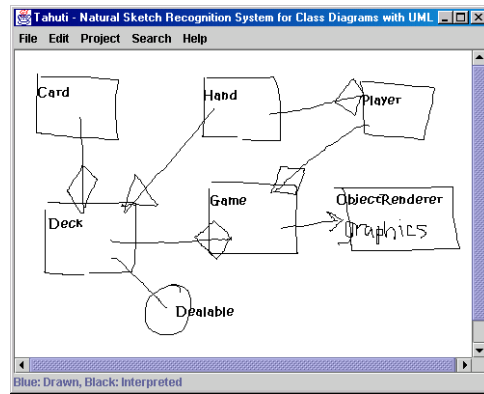 Tahuti - Natural Sketch Recognition System for Class Diagrams with UML
File Edit Project Search Help
Card
Hand
Player
Deck
Game
ObjectRenderer
Graphics
Dealable
Blue: Drawn, Black: Interpreted